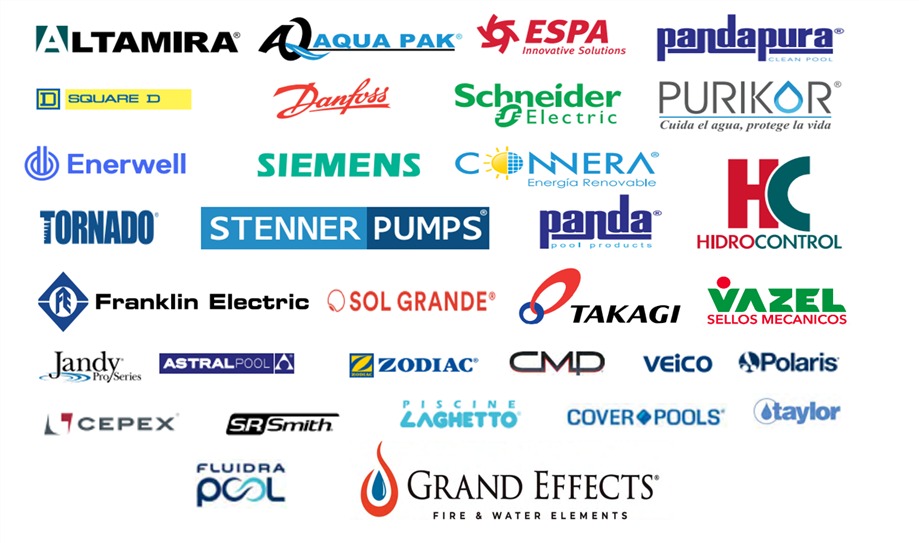 ALTAMIRA®
AQUA PAK®
ESPA
Innovative Solutions
pandapura®
CLEAN POOL
SQUARE D
Danfoss
Schneider
Electric
PURIKOR®
Cuida el agua, protege la vida
Enerwell
SIEMENS
CONNERA®
Energía Renovable
HC
HIDROCONTROL
TORNADO®
STENNER PUMPS®
panda®
pool products
FE
Franklin Electric
SOL GRANDE®
TAKAGI
VAZEL
SELLOS MECANICOS
Jandy®
Pro Series
ASTRALPOOL
Z ZODIAC®
CMP
VEICO
Polaris
CEPEX®
SRSmith
PISCINE
LAGHETTO®
COVER POOLS®
taylor
FLUIDRA
POOL
GRAND EFFECTS®
FIRE & WATER ELEMENTS